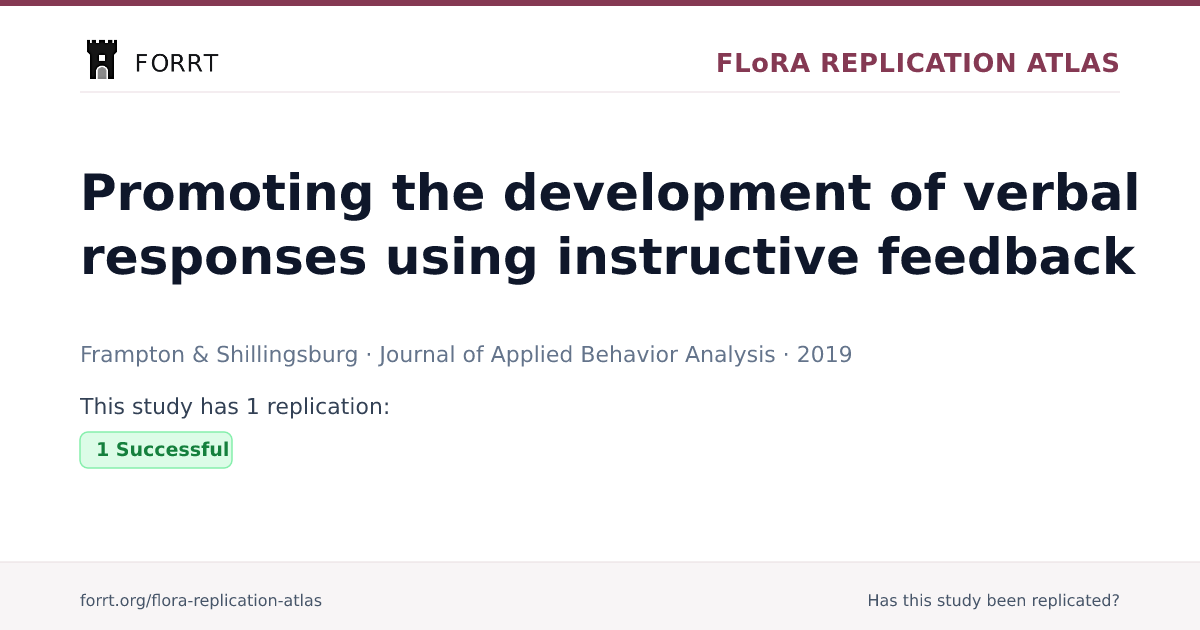 FORRT
FLoRA REPLICATION ATLAS
Promoting the development of verbal
responses using instructive feedback
Frampton & Shillingsburg · Journal of Applied Behavior Analysis · 2019
This study has 1 replication:
1 Successful
forrt.org/flora-replication-atlas
Has this study been replicated?